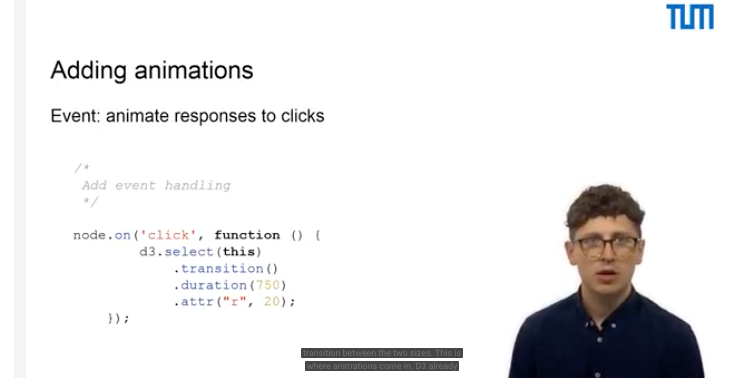 TUM
Adding animations
Event: animate responses to clicks
/*
Add event handling
*/
node.on('click', function () {
d3.select(this)
.transition()
.duration(750)
.attr("r", 20);
});
transition between the two sizes. This is
where animations come in. D3 already